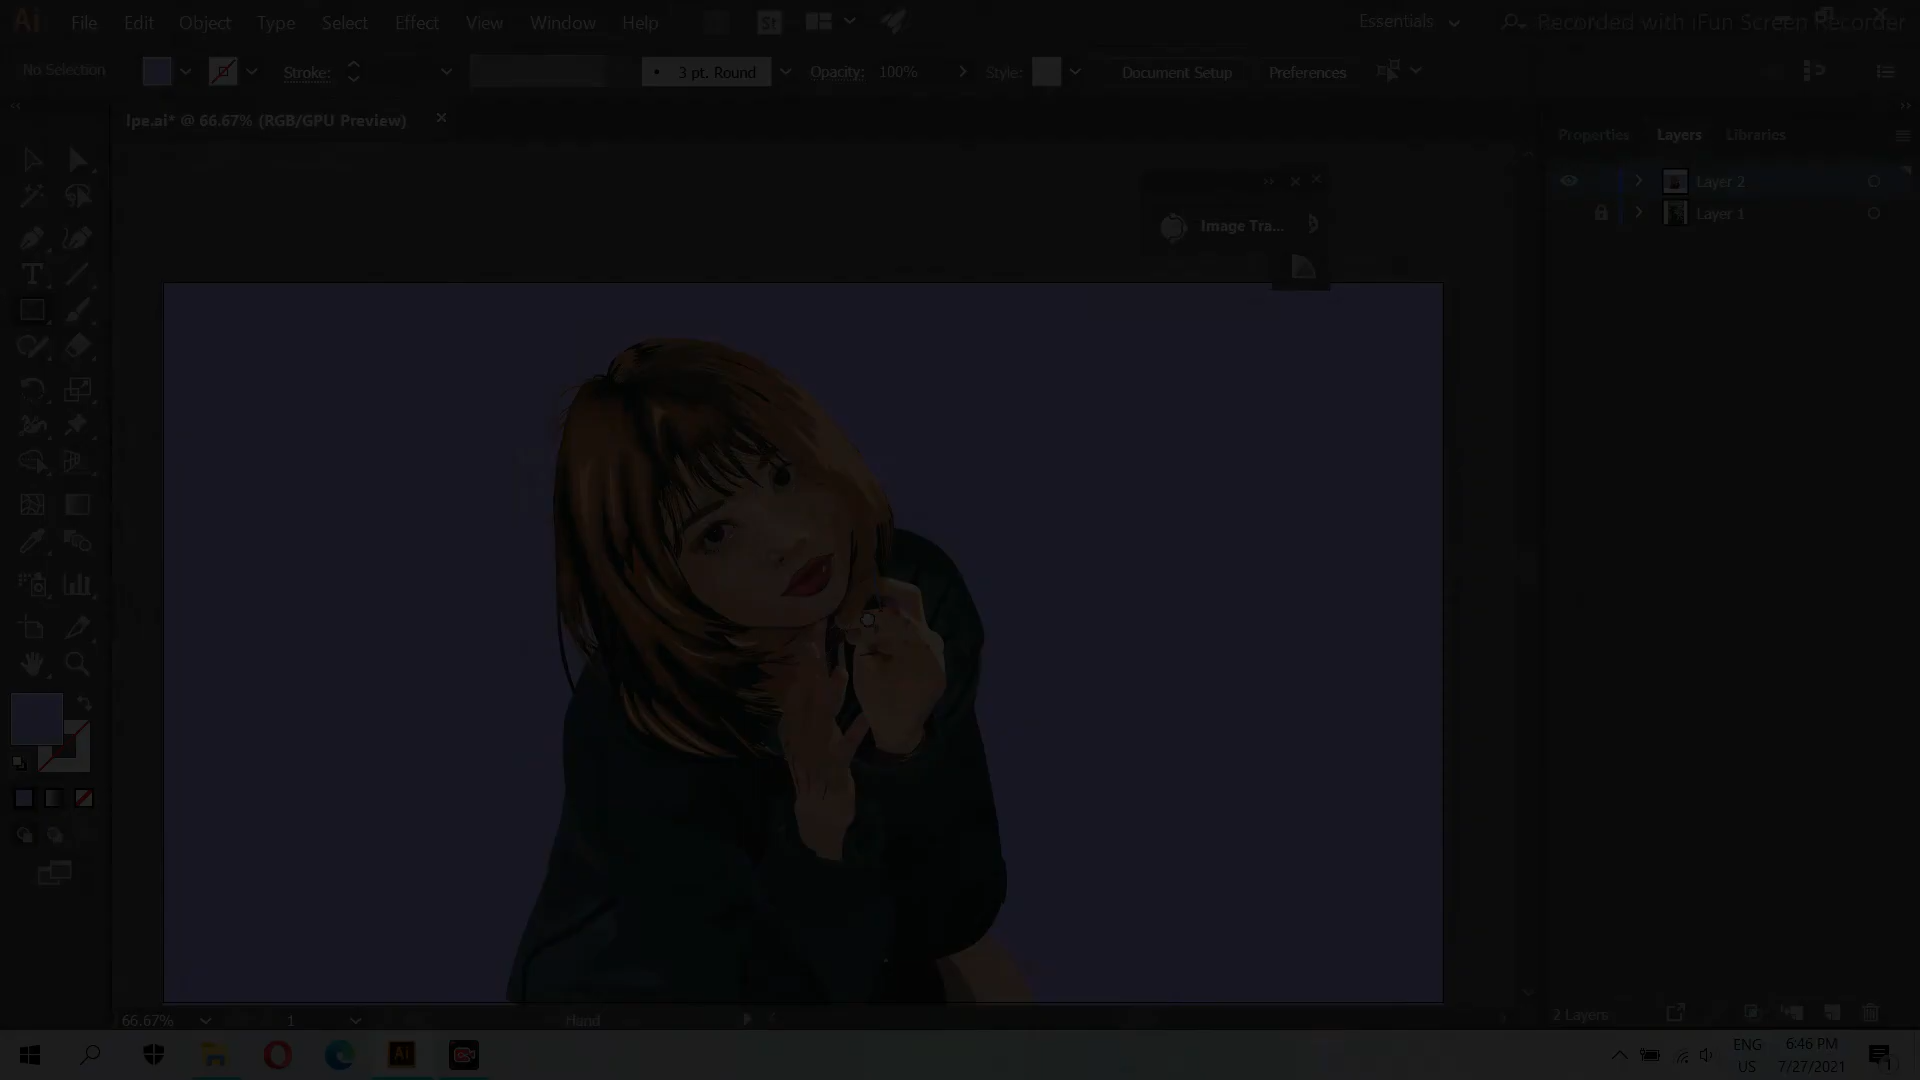 Ai File Edit Object Type Select Effect View Window Help St Essentials Recorded with iFun Screen Recorder
No Selection Stroke: 3 pt. Round Opacity: 100% Style: Document Setup Preferences
lpe.ai* @ 66.67% (RGB/GPU Preview)
Properties Layers Libraries
Layer 2
Layer 1
Image Tra...
66.67% 1 Hand 2 Layers
Ai ENG 6:46 PM
US 7/27/2021 1